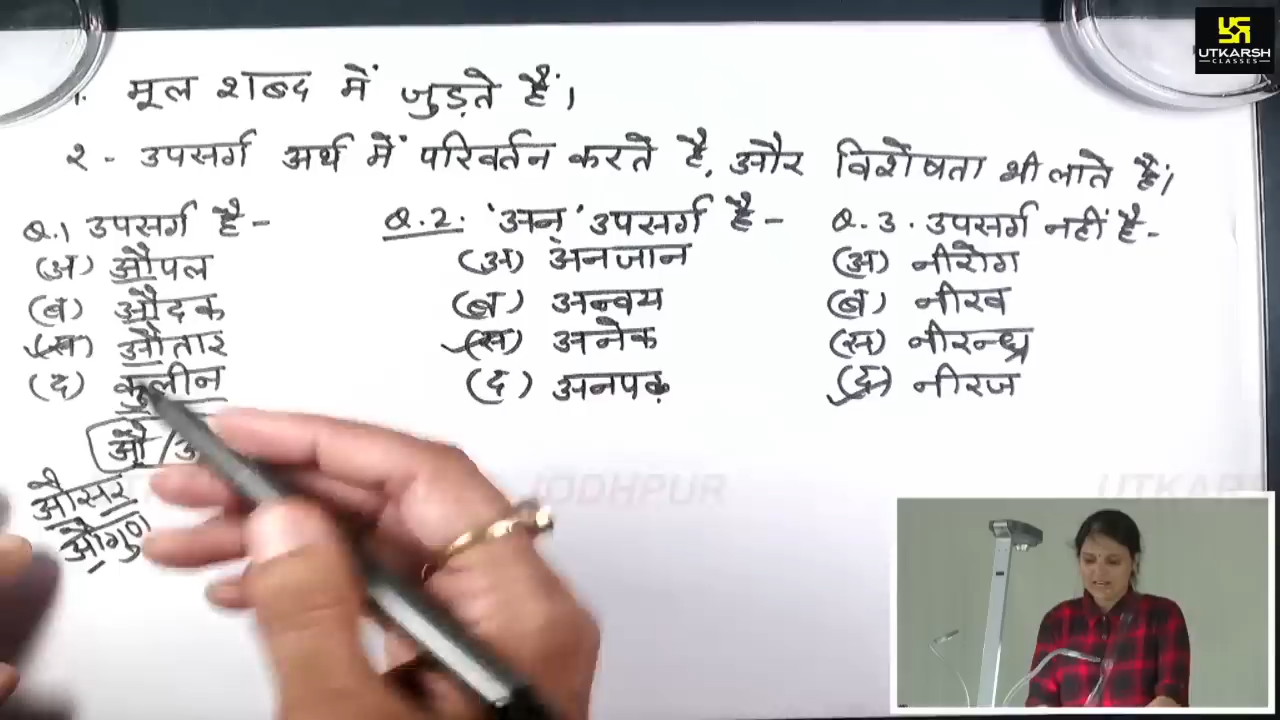 1. मूल शब्द में जुड़ते हैं।
२ - उपसर्ग अर्थ में परिवर्तन करते है, और विशेषता भी लाते है।
Q.1 उपसर्ग है -
(अ) औपल
(ब) औदक
(स) औतार
(द) कुलीन
औ /
औसर
औगुण
Q.2. 'अन्' उपसर्ग है -
(अ) अनजान
(ब) अन्वय
(स) अनेक
(द) अनपढ़
Q.3. उपसर्ग नहीं है -
(अ) नीरोग
(ब) नीरव
(स) नीरन्ध्र
(द) नीरज
UTKARSH
CLASSES
JODHPUR